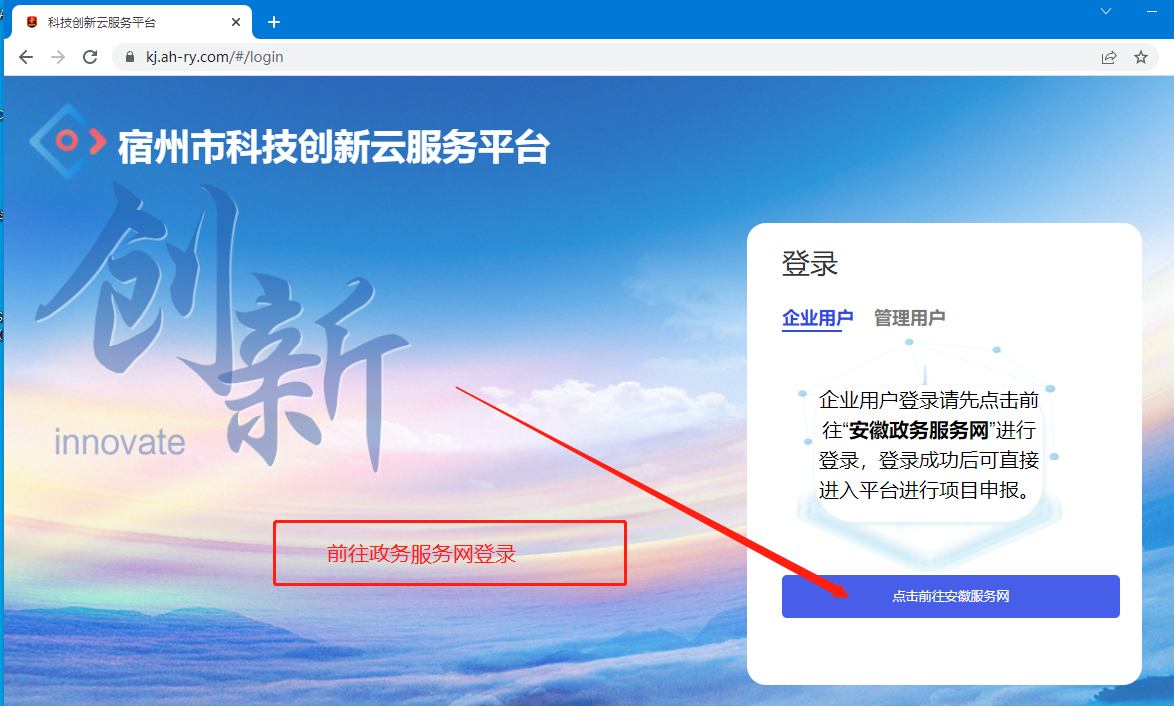 科技创新云服务平台
kj.ah-ry.com/#/login
宿州市科技创新云服务平台
创新
innovate
登录
企业用户 管理用户
企业用户登录请先点击前
往“安徽政务服务网”进行
登录，登录成功后可直接
进入平台进行项目申报。
前往政务服务网登录
点击前往安徽服务网